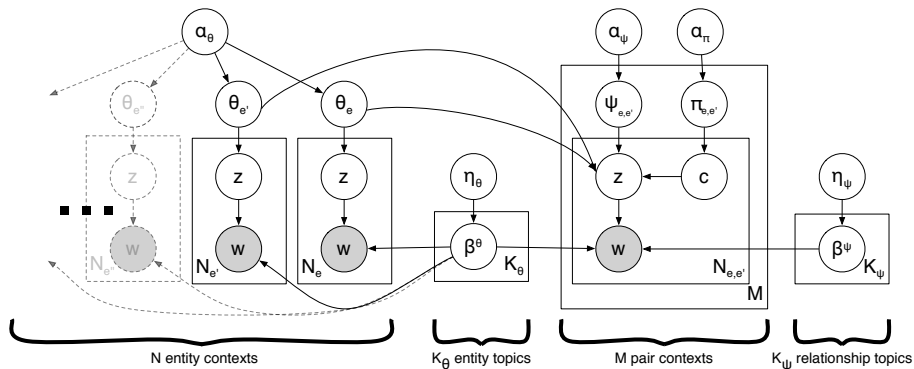 α_θ
α_ψ
α_π
θ_e''
θ_e'
θ_e
ψ_e,e'
π_e,e'
z
z
z
z
c
η_θ
η_ψ
w
w
w
β^θ
w
β^ψ
N_e''
N_e'
N_e
K_θ
N_e,e'
K_ψ
M
N entity contexts
K_θ entity topics
M pair contexts
K_ψ relationship topics